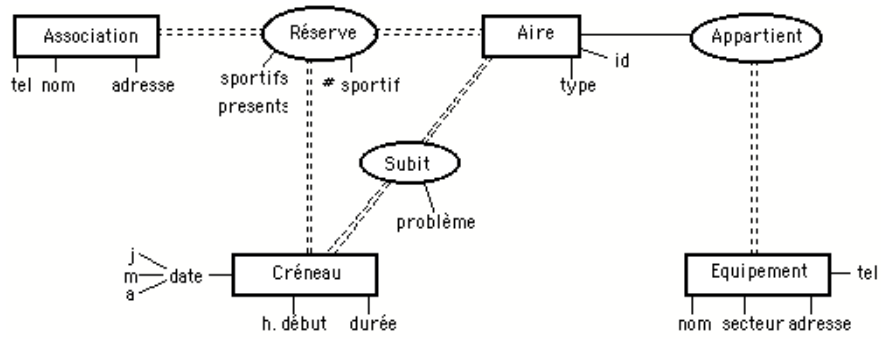 Association
Réserve
Aire
Appartient
tel nom adresse
sportifs
presents
# sportif
id
type
Subit
problème
j
m
a
date
Créneau
h. début durée
Equipement
tel
nom secteur adresse